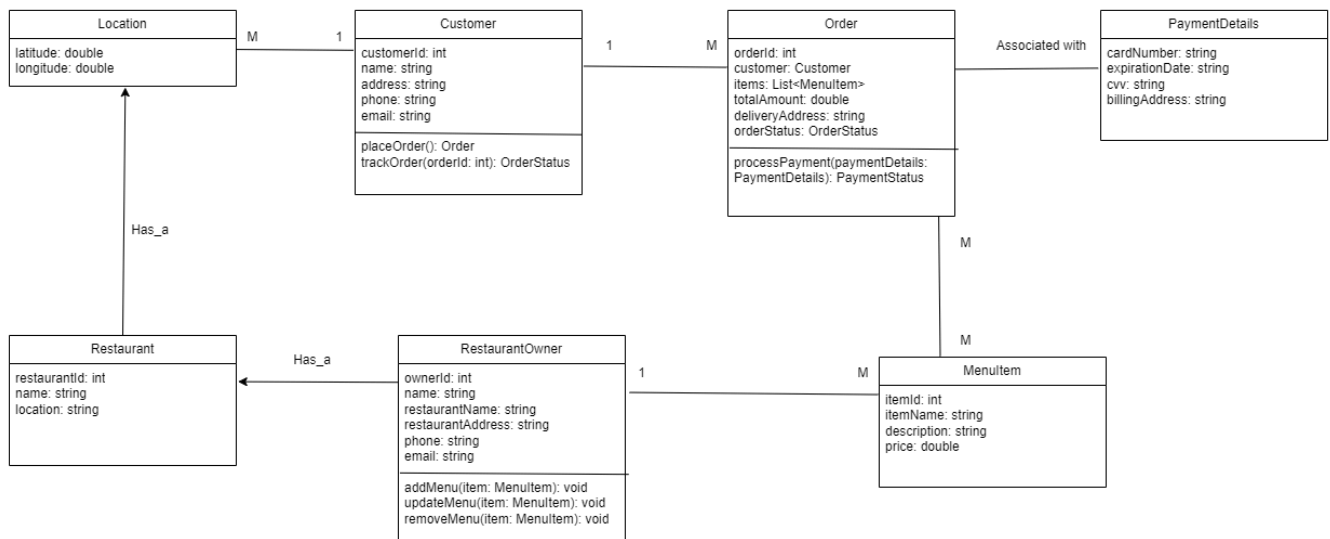 Location
latitude: double
longitude: double
M
1
Customer
customerId: int
name: string
address: string
phone: string
email: string
placeOrder(): Order
trackOrder(orderId: int): OrderStatus
1
M
Order
orderId: int
customer: Customer
items: List<MenuItem>
totalAmount: double
deliveryAddress: string
orderStatus: OrderStatus
processPayment(paymentDetails:
PaymentDetails): PaymentStatus
Associated with
PaymentDetails
cardNumber: string
expirationDate: string
cvv: string
billingAddress: string
Has_a
M
M
Restaurant
restaurantId: int
name: string
location: string
Has_a
RestaurantOwner
ownerId: int
name: string
restaurantName: string
restaurantAddress: string
phone: string
email: string
addMenu(item: MenuItem): void
updateMenu(item: MenuItem): void
removeMenu(item: MenuItem): void
1
M
MenuItem
itemId: int
itemName: string
description: string
price: double